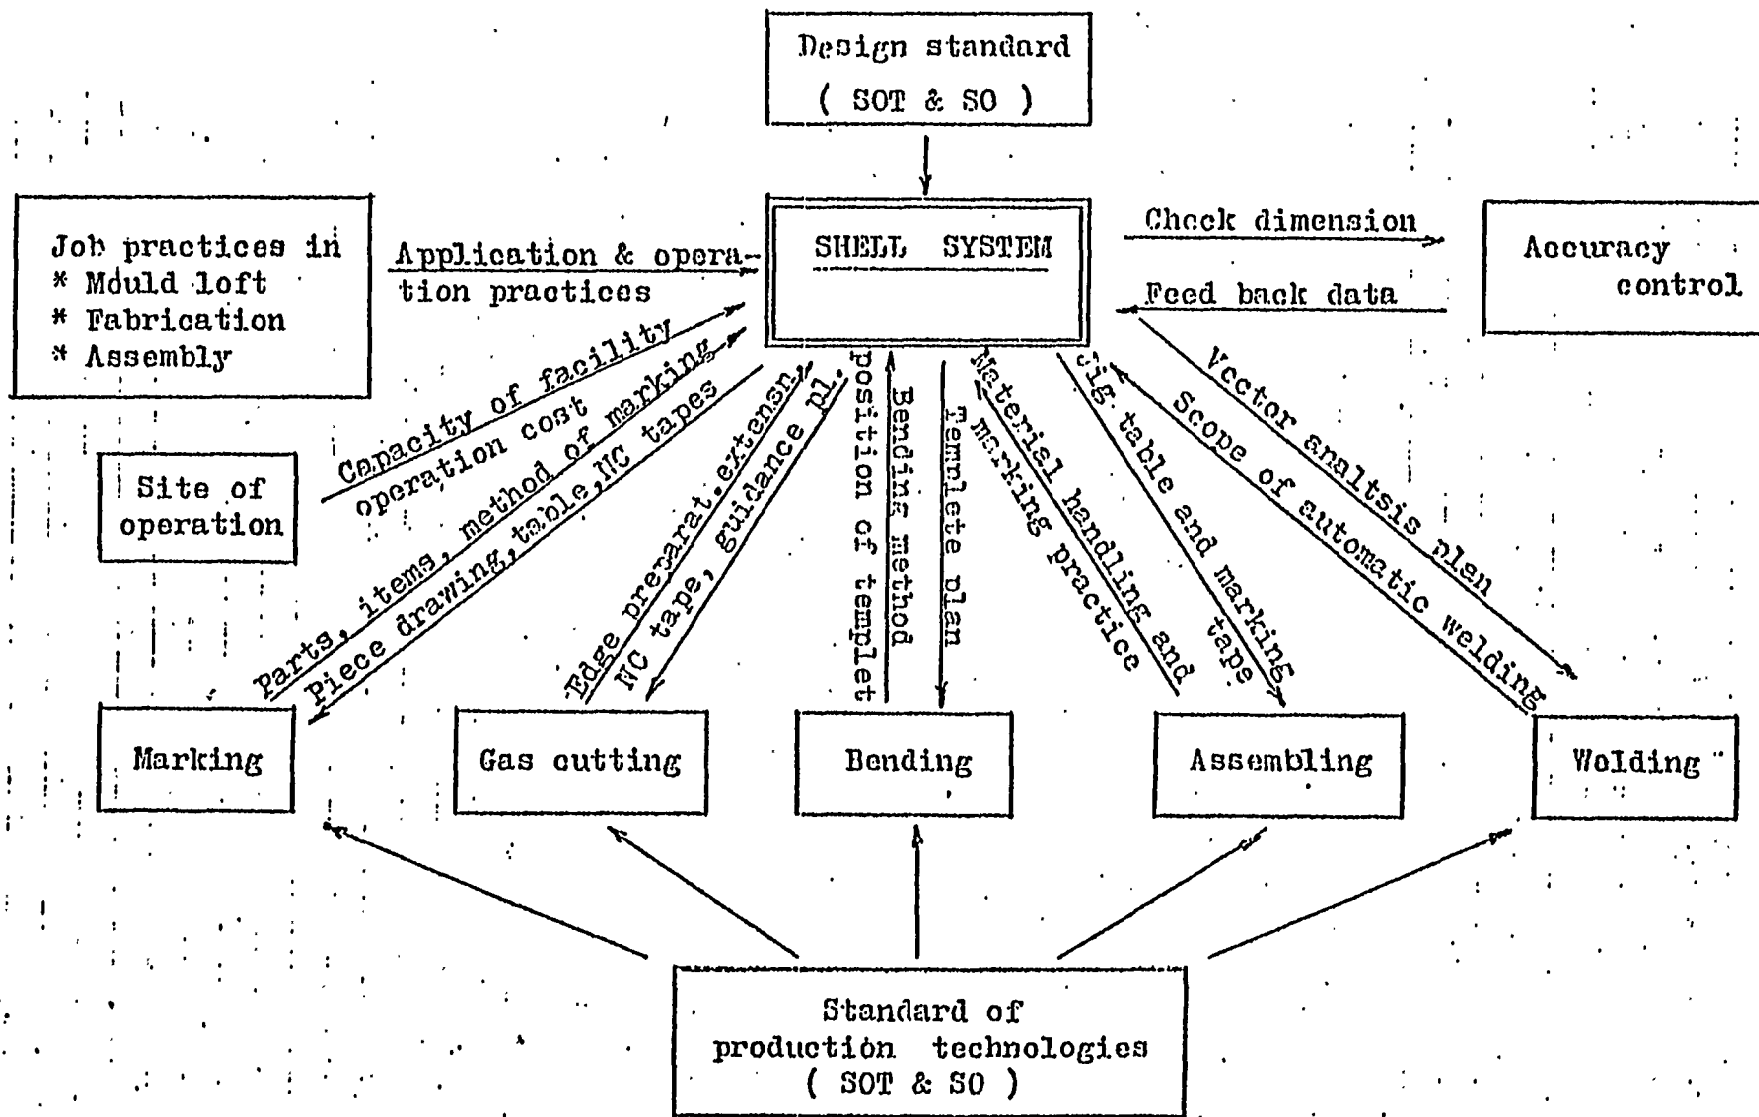 Design standard
( SOT & SO )
Job practices in
* Mould loft
* Fabrication
* Assembly
Application & opera-
tion practices
SHELL SYSTEM
Check dimension
Feed back data
Accuracy
control
Site of
operation
Capacity of facility
operation cost
Parts, items, method of marking
Piece drawing, table, NC tapes
Edge preparat. extensn,
NC tape, guidance pl.
position of templet
Bending method
Templete plan
Material handling and
marking practice
Jig table and marking
tape
Vector analtsis plan
Scope of automatic welding
Marking
Gas cutting
Bending
Assembling
Welding
Standard of
production technologies
( SOT & SO )